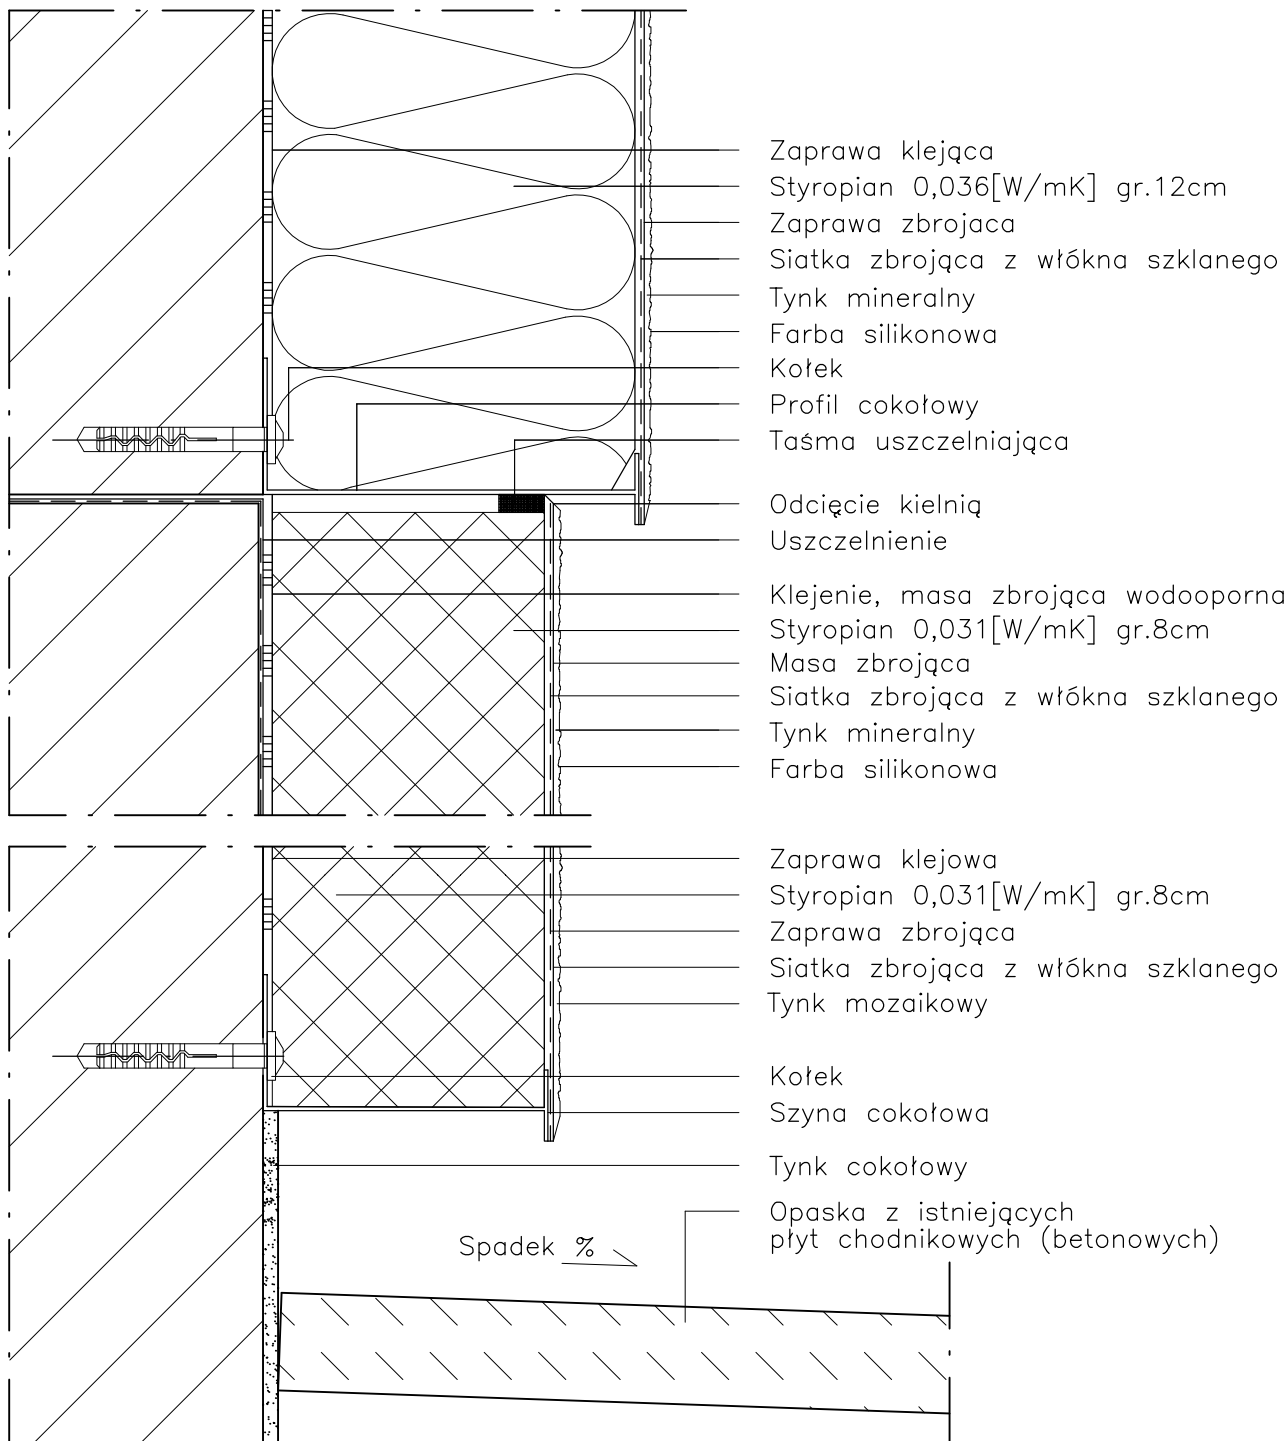 Zaprawa klejąca
Styropian 0,036[W/mK] gr.12cm
Zaprawa zbrojaca
Siatka zbrojąca z włókna szklanego
Tynk mineralny
Farba silikonowa
Kołek
Profil cokołowy
Taśma uszczelniająca
Odcięcie kielnią
Uszczelnienie
Klejenie, masa zbrojąca wodooporna
Styropian 0,031[W/mK] gr.8cm
Masa zbrojąca
Siatka zbrojąca z włókna szklanego
Tynk mineralny
Farba silikonowa
Zaprawa klejowa
Styropian 0,031[W/mK] gr.8cm
Zaprawa zbrojąca
Siatka zbrojąca z włókna szklanego
Tynk mozaikowy
Kołek
Szyna cokołowa
Tynk cokołowy
Opaska z istniejących
płyt chodnikowych (betonowych)
Spadek %